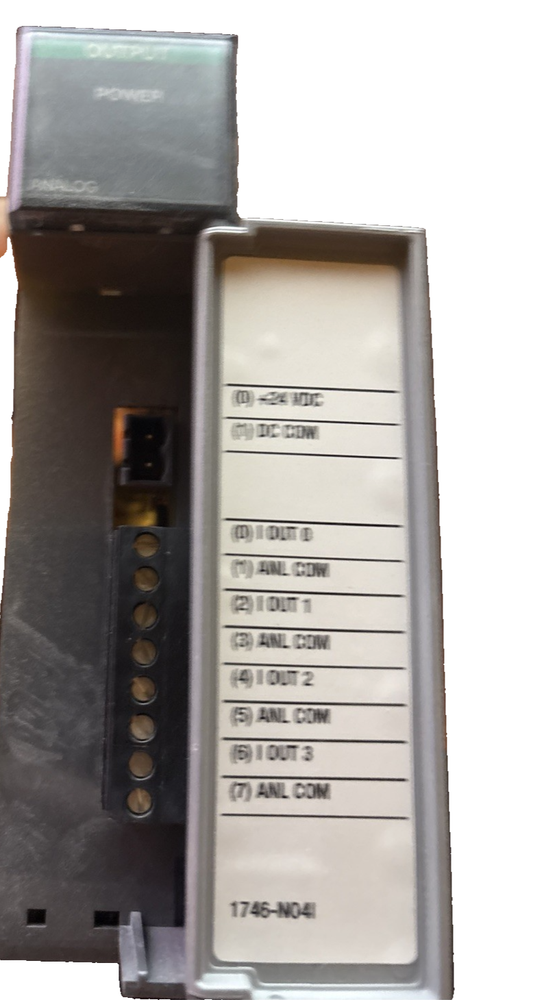 OUTPUT
POWER
ANALOG
(0) +24 VDC
(1) DC COM
(0) I OUT 0
(1) ANL COM
(2) I OUT 1
(3) ANL COM
(4) I OUT 2
(5) ANL COM
(6) I OUT 3
(7) ANL COM
1746-NO4I